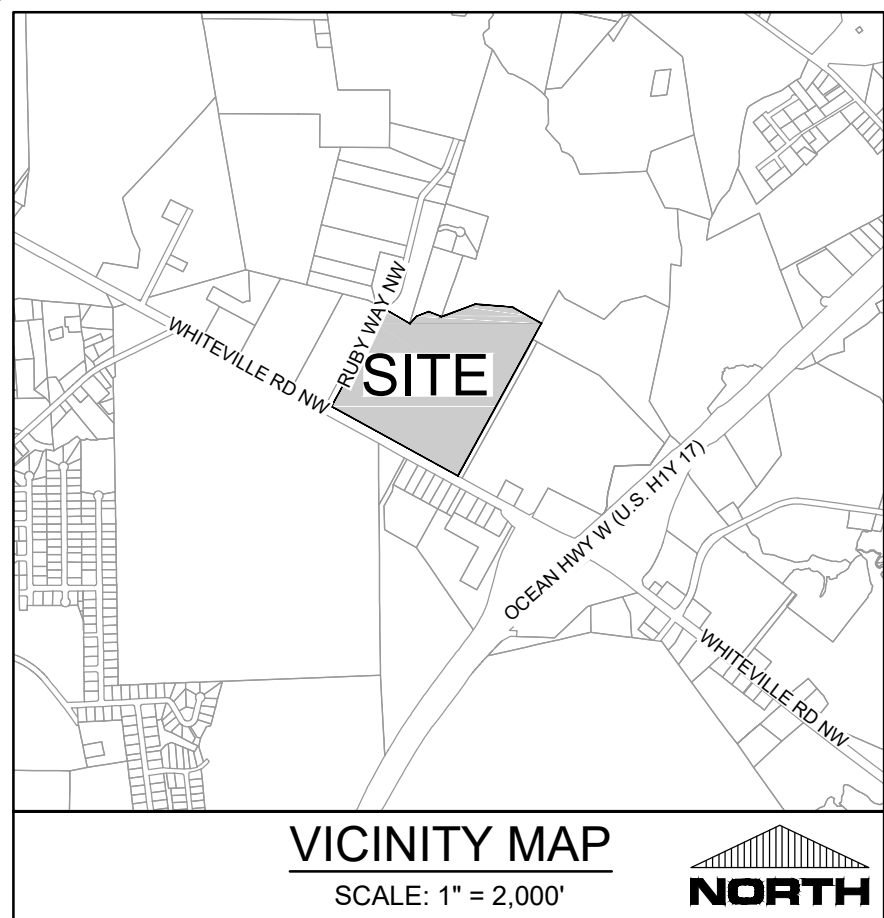 RUBY WAY NW
WHITEVILLE RD NW
SITE
OCEAN HWY W (U.S. H1Y 17)
WHITEVILLE RD NW
VICINITY MAP
SCALE: 1" = 2,000'
NORTH